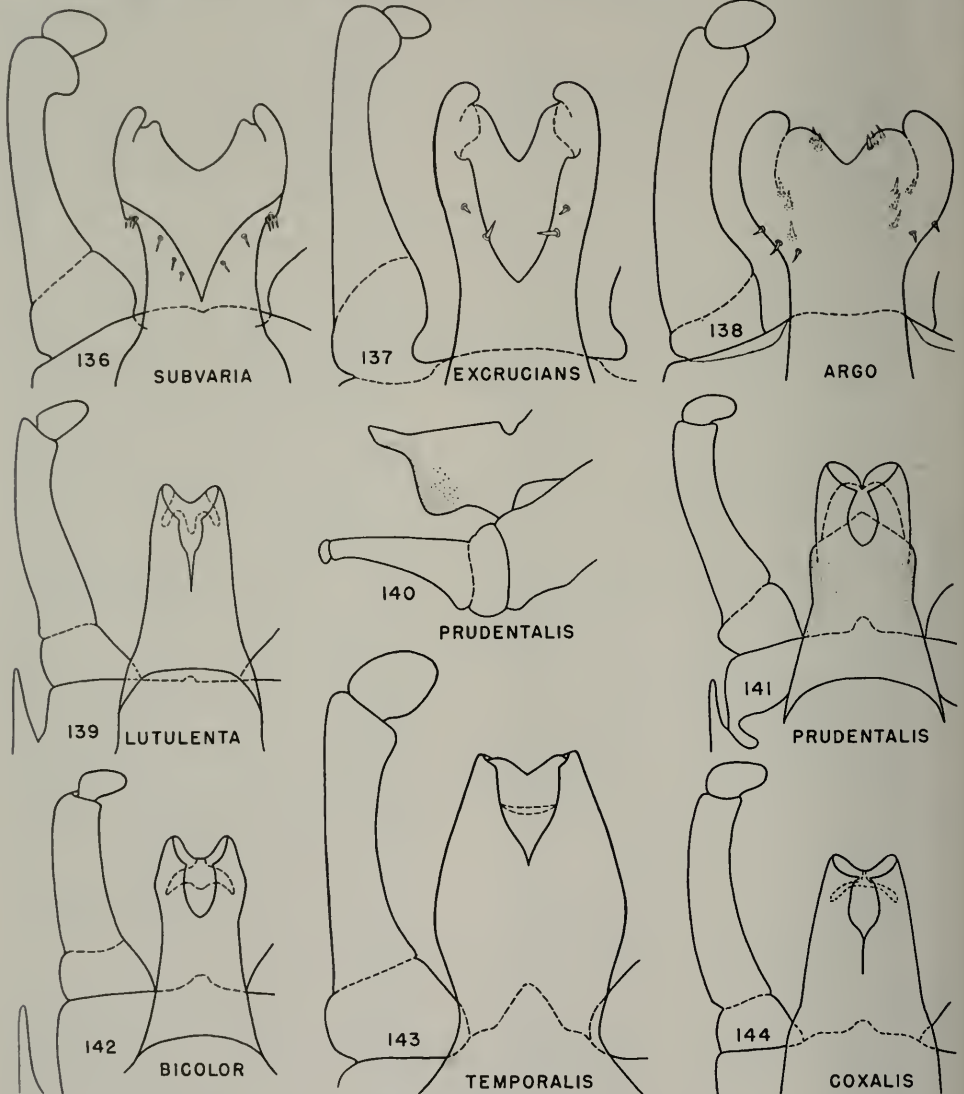 136
SUBVARIA
137
EXCRUCIANS
138
ARGO
139
LUTULENTA
140
PRUDENTALIS
141
PRUDENTALIS
142
BICOLOR
143
TEMPORALIS
144
COXALIS